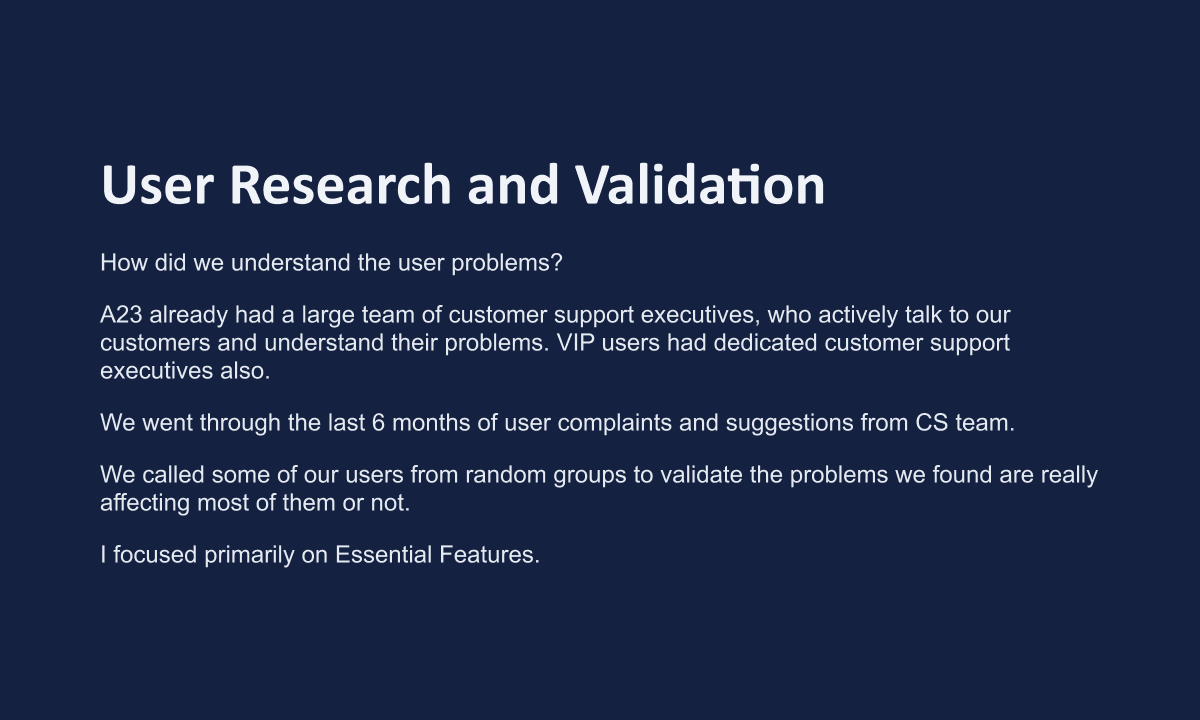 User Research and Validation
How did we understand the user problems?
A23 already had a large team of customer support executives, who actively talk to our
customers and understand their problems. VIP users had dedicated customer support
executives also.
We went through the last 6 months of user complaints and suggestions from CS team.
We called some of our users from random groups to validate the problems we found are really
affecting most of them or not.
I focused primarily on Essential Features.